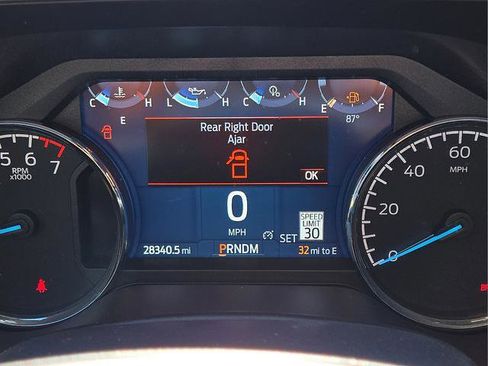 C H L H C H E F
E 87°
Rear Right Door
Ajar
OK
5 6 7
RPM
x1000
0
MPH
SPEED
LIMIT
30
SET
28340.5 mi
PRNDM
32 mi to E
60
MPH
40
20
0